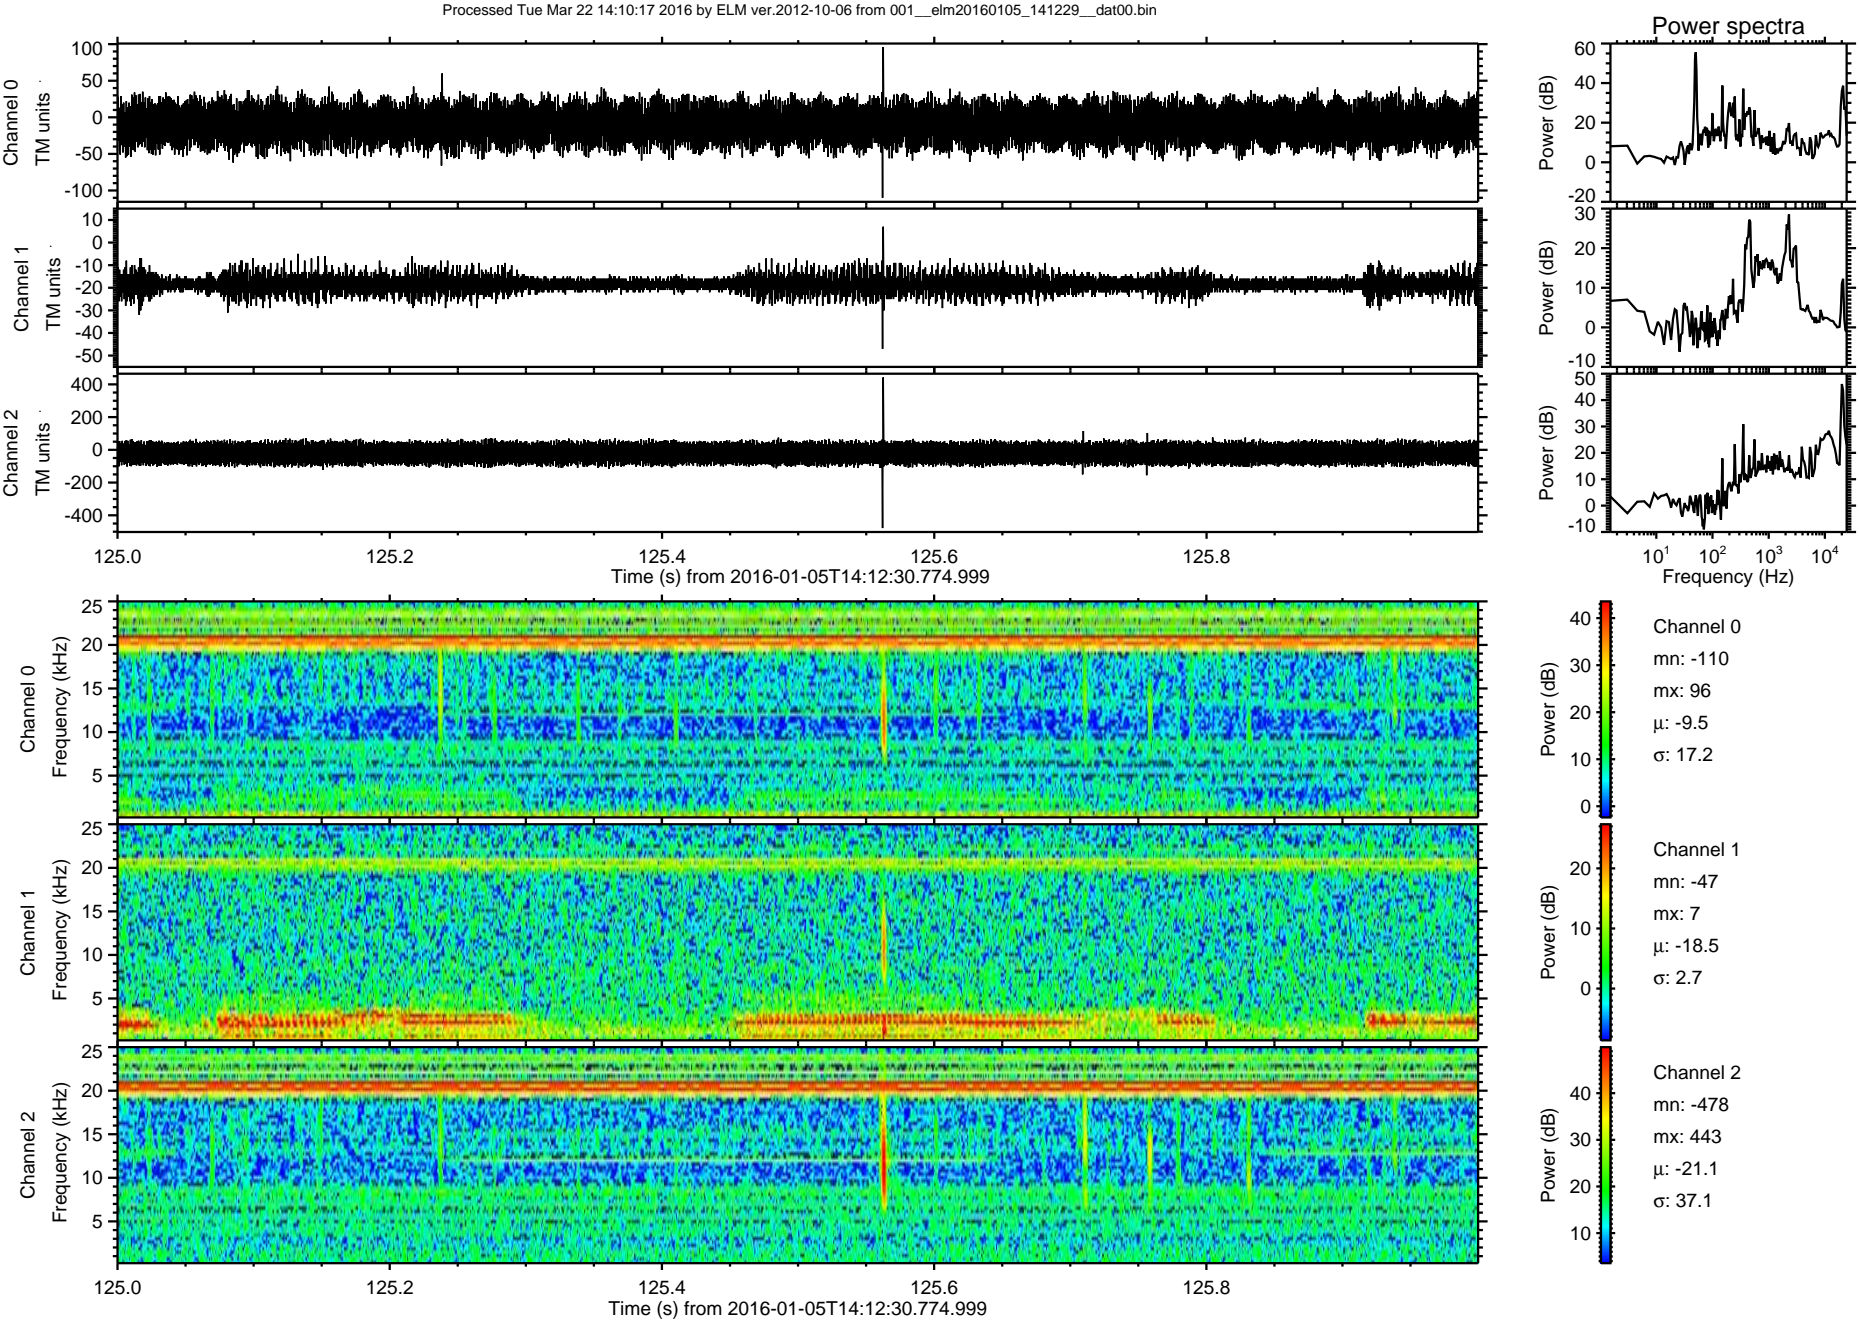 Processed Tue Mar 22 14:10:17 2016 by ELM ver.2012-10-06 from 001__elm20160105_141229__dat00.bin
Power spectra
Channel 0
TM units
100
50
0
-50
-100
Power (dB)
60
40
20
0
-20
Channel 1
TM units
10
0
-10
-20
-30
-40
-50
Power (dB)
30
20
10
0
-10
Channel 2
TM units
400
200
0
-200
-400
Power (dB)
50
40
30
20
10
0
-10
125.0 125.2 125.4 125.6 125.8
Time (s) from 2016-01-05T14:12:30.774.999
10¹ 10² 10³ 10⁴
Frequency (Hz)
Channel 0
Frequency (kHz)
25
20
15
10
5
Power (dB)
40
30
20
10
0
Channel 0
mn: -110
mx: 96
μ: -9.5
σ: 17.2
Channel 1
Frequency (kHz)
25
20
15
10
5
Power (dB)
20
10
0
Channel 1
mn: -47
mx: 7
μ: -18.5
σ: 2.7
Channel 2
Frequency (kHz)
25
20
15
10
5
Power (dB)
40
30
20
10
Channel 2
mn: -478
mx: 443
μ: -21.1
σ: 37.1
125.0 125.2 125.4 125.6 125.8
Time (s) from 2016-01-05T14:12:30.774.999